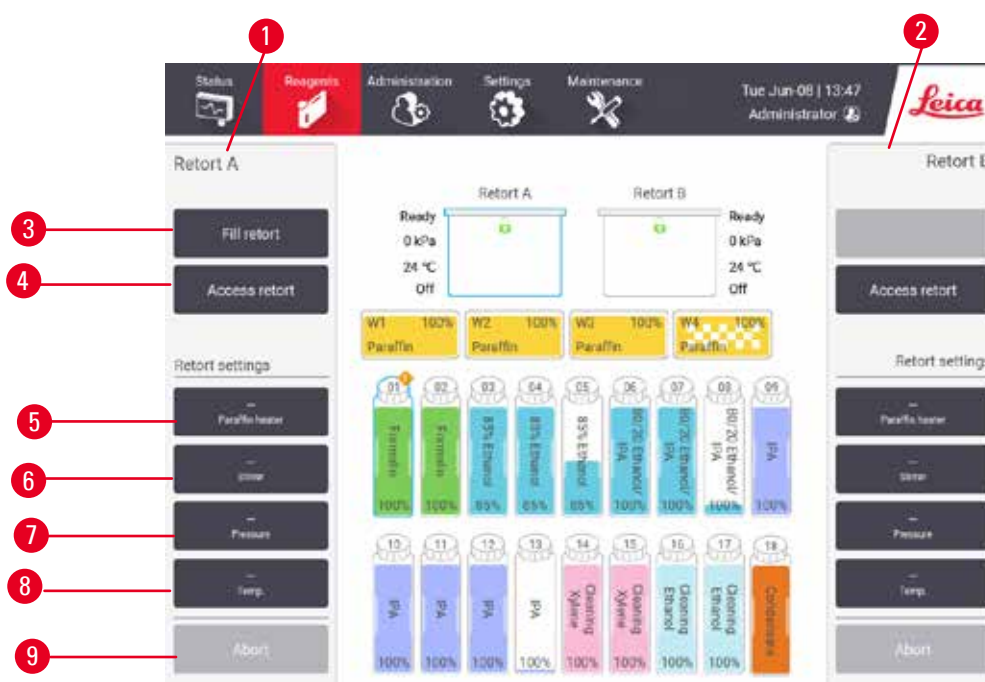 1
2
Status
Reagents
Administration
Settings
Maintenance
Tue Jun-08 | 13:47
Administrator
Leica
Retort A
Retort
3
Fill retort
4
Access retort
Retort settings
5
--
Paraffin heater
6
--
Stirrer
7
--
Pressure
8
--
Temp.
9
Abort
Retort A
Retort B
Ready
0 kPa
24 °C
Off
Ready
0 kPa
24 °C
Off
W1 100%
Paraffin
W2 100%
Paraffin
W3 100%
Paraffin
W4 100%
Paraffin
01
Formalin
100%
02
Formalin
100%
03
85% Ethanol
85%
04
85% Ethanol
85%
05
85% Ethanol
85%
06
80/20 Ethanol/
IPA
100%
07
80/20 Ethanol/
IPA
100%
08
80/20 Ethanol/
IPA
100%
09
IPA
100%
10
IPA
100%
11
IPA
100%
12
IPA
100%
13
IPA
100%
14
Cleaning
Xylene
100%
15
Cleaning
Xylene
100%
16
Cleaning
Ethanol
100%
17
Cleaning
Ethanol
100%
18
Condensate
Access retort
Retort settings
--
Paraffin heater
--
Stirrer
--
Pressure
--
Temp.
Abort